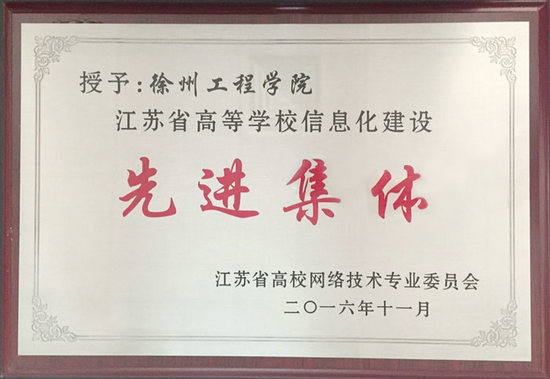 授予:徐州工程学院
江苏省高等学校信息化建设
先进集体
江苏省高校网络技术专业委员会
二〇一六年十一月